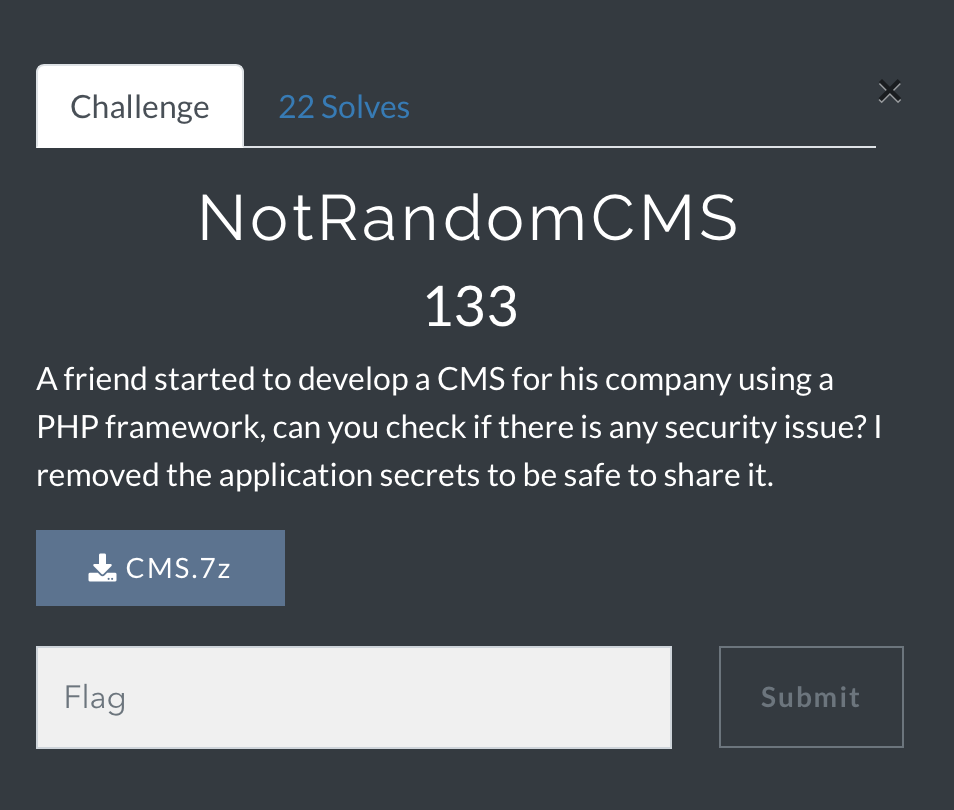 Challenge
22 Solves
×
NotRandomCMS
133
A friend started to develop a CMS for his company using a
PHP framework, can you check if there is any security issue? I
removed the application secrets to be safe to share it.
CMS.7z
Flag
Submit